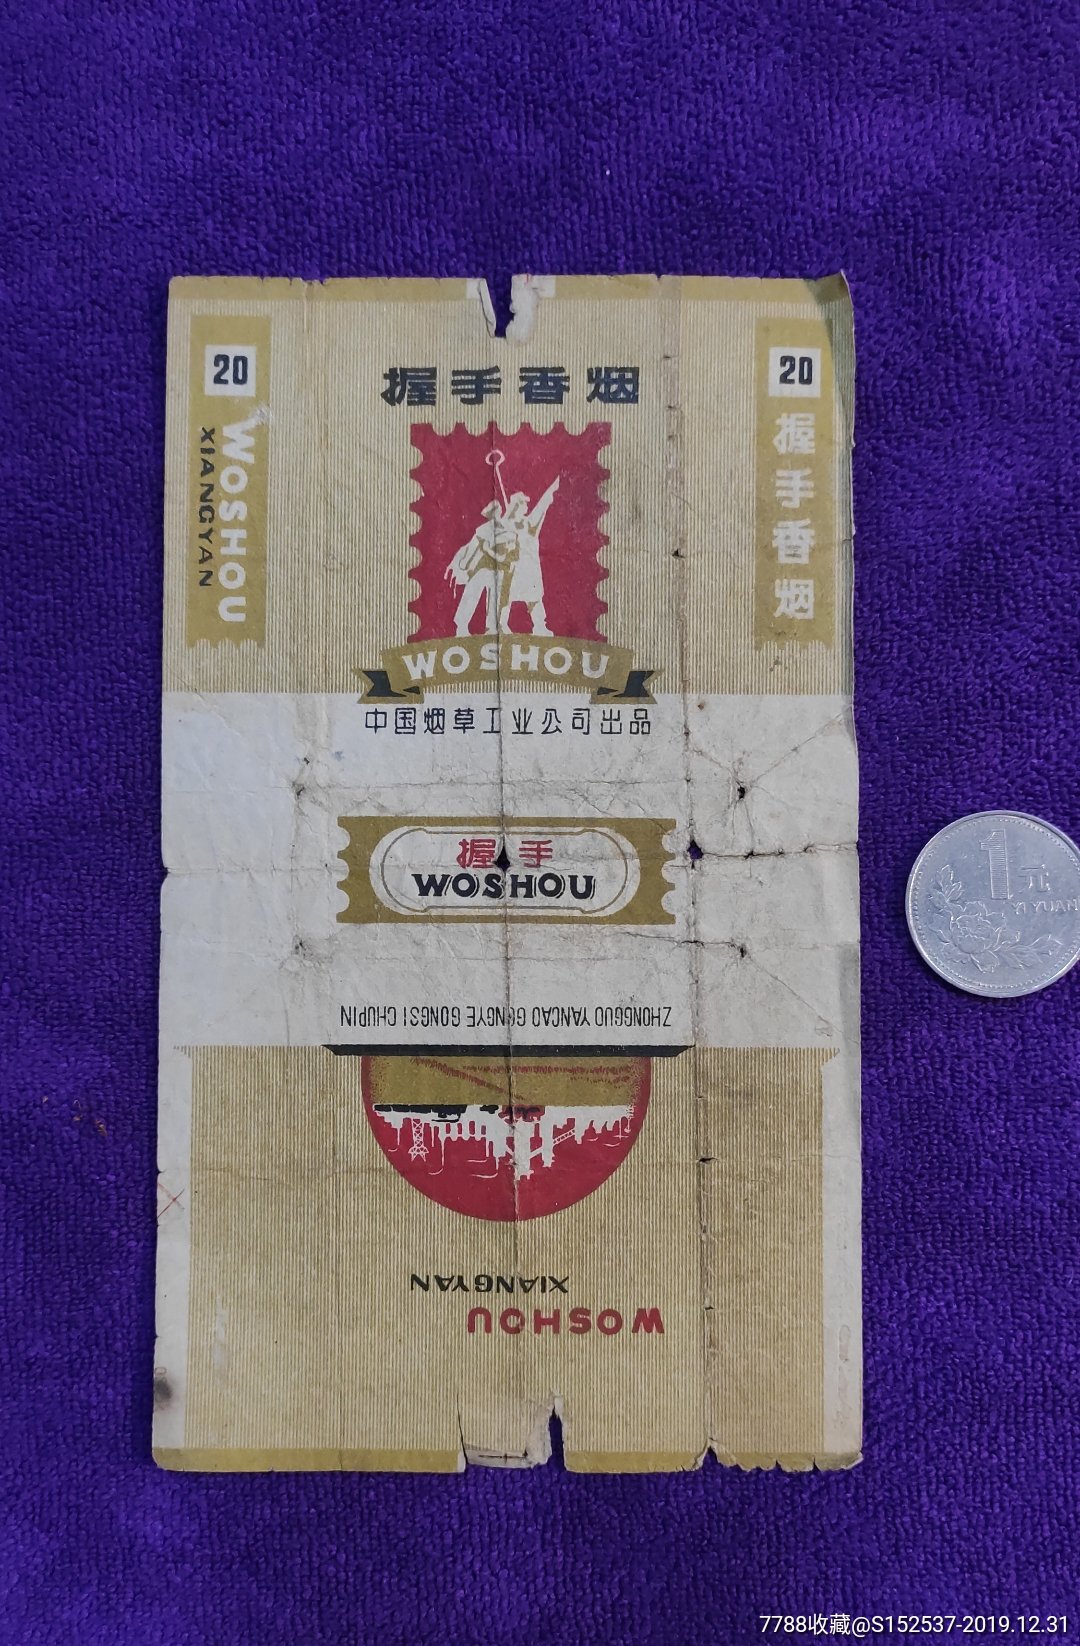 20
WOSHOU
XIANGYAN
握手香烟
WOSHOU
中国烟草工业公司出品
20
握手香烟
握手
WOSHOU
ZHONGGUO YANCAO GONGYE GONGSI CHUPIN
WOSHOU
XIANGYAN
1元
YI YUAN
7788收藏@S152537-2019.12.31